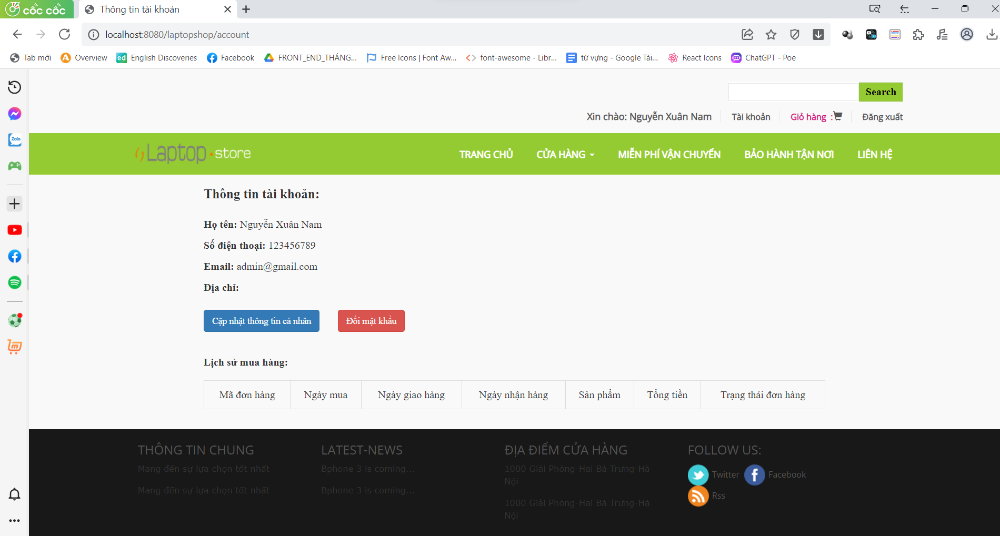 cốc cốc
Thông tin tài khoản
localhost:8080/laptopshop/account
Tab mới
Overview
English Discoveries
Facebook
FRONT_END_THÁNG...
Free Icons | Font Aw...
font-awesome - Libr...
từ vựng - Google Tài...
React Icons
ChatGPT - Poe
Search
Xin chào: Nguyễn Xuân Nam
Tài khoản
Giỏ hàng :
Đăng xuất
Zalo
Laptop store
TRANG CHỦ
CỬA HÀNG
MIỄN PHÍ VẬN CHUYỂN
BẢO HÀNH TẬN NƠI
LIÊN HỆ
Thông tin tài khoản:
Họ tên: Nguyễn Xuân Nam
Số điện thoại: 123456789
Email: admin@gmail.com
Địa chỉ:
Cập nhật thông tin cá nhân
Đổi mật khẩu
Lịch sử mua hàng:
Mã đơn hàng
Ngày mua
Ngày giao hàng
Ngày nhận hàng
Sản phẩm
Tổng tiền
Trạng thái đơn hàng
THÔNG TIN CHUNG
Mang đến sự lựa chọn tốt nhất
Mang đến sự lựa chọn tốt nhất
LATEST-NEWS
Bphone 3 is coming...
Bphone 3 is coming...
ĐỊA ĐIỂM CỬA HÀNG
1000 Giải Phóng-Hai Bà Trưng-Hà
Nội
1000 Giải Phóng-Hai Bà Trưng-Hà
Nội
FOLLOW US:
Twitter
Facebook
Rss